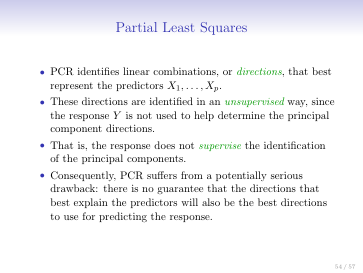 Partial Least Squares
• PCR identifies linear combinations, or directions, that best
represent the predictors X₁, . . . , Xₚ.
• These directions are identified in an unsupervised way, since
the response Y is not used to help determine the principal
component directions.
• That is, the response does not supervise the identification
of the principal components.
• Consequently, PCR suffers from a potentially serious
drawback: there is no guarantee that the directions that
best explain the predictors will also be the best directions
to use for predicting the response.
54 / 57